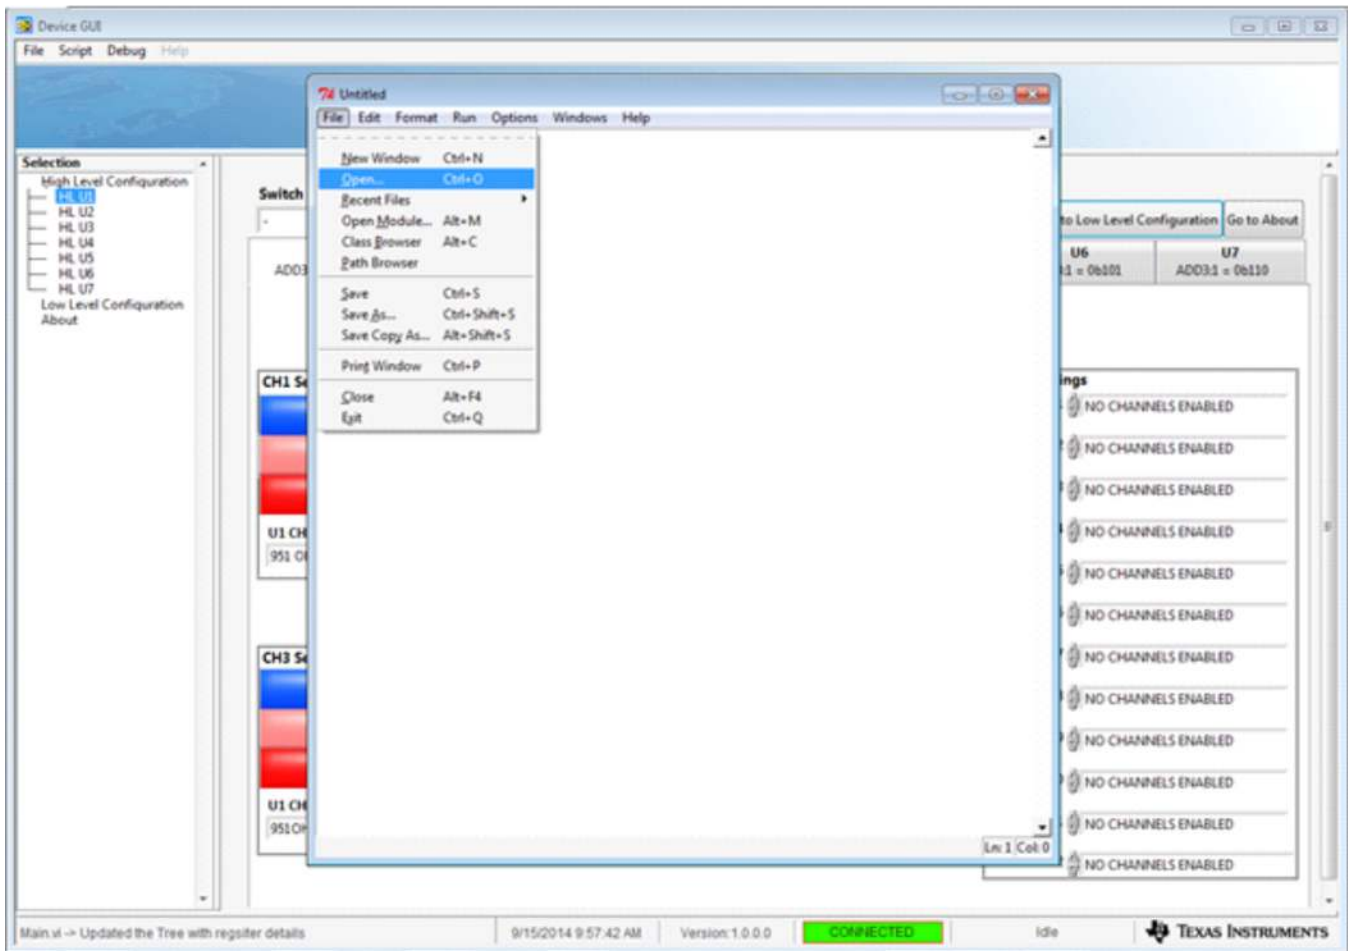 Device GUI
File Script Debug Help
Untitled
File Edit Format Run Options Windows Help
New Window Ctrl+N
Open... Ctrl+O
Recent Files
Open Module... Alt+M
Class Browser Alt+C
Path Browser
Save Ctrl+S
Save As... Ctrl+Shift+S
Save Copy As... Alt+Shift+S
Print Window Ctrl+P
Close Alt+F4
Exit Ctrl+Q
Ln: 1 Col: 0
Selection
High Level Configuration
HL U1
HL U2
HL U3
HL U4
HL U5
HL U6
HL U7
Low Level Configuration
About
Switch
-
ADD3
to Low Level Configuration Go to About
U6 U7
:1 = 0b101 ADD3:1 = 0b110
CH1 Se
U1 CH
951 OH
CH3 Se
U1 CH
951OH
ings
NO CHANNELS ENABLED
NO CHANNELS ENABLED
NO CHANNELS ENABLED
NO CHANNELS ENABLED
NO CHANNELS ENABLED
NO CHANNELS ENABLED
NO CHANNELS ENABLED
NO CHANNELS ENABLED
NO CHANNELS ENABLED
NO CHANNELS ENABLED
NO CHANNELS ENABLED
NO CHANNELS ENABLED
Main.vi -> Updated the Tree with regsiter details 9/15/2014 9:57:42 AM Version:1.0.0.0 CONNECTED Idle TEXAS INSTRUMENTS